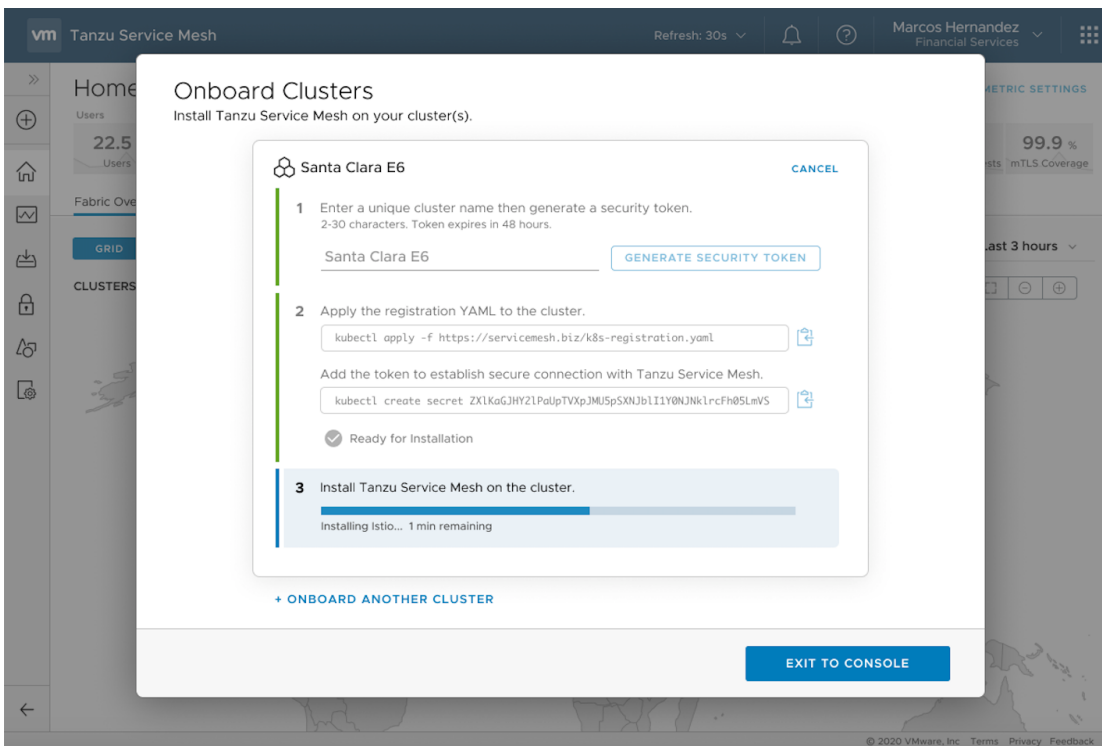 vm Tanzu Service Mesh Refresh: 30s Marcos Hernandez
Financial Services
Home
METRIC SETTINGS
Users
22.5
Users
99.9 %
mTLS Coverage
Fabric Ove
GRID
Last 3 hours
CLUSTERS
Onboard Clusters
Install Tanzu Service Mesh on your cluster(s).
Santa Clara E6 CANCEL
1 Enter a unique cluster name then generate a security token.
2-30 characters. Token expires in 48 hours.
Santa Clara E6 GENERATE SECURITY TOKEN
2 Apply the registration YAML to the cluster.
kubectl apply -f https://servicemesh.biz/k8s-registration.yaml
Add the token to establish secure connection with Tanzu Service Mesh.
kubectl create secret ZXlKaGJHY2lPaUpTVXpJMU5pSXNJblI1Y0NJNklrcFh05LmVS
Ready for Installation
3 Install Tanzu Service Mesh on the cluster.
Installing Istio... 1 min remaining
+ ONBOARD ANOTHER CLUSTER
EXIT TO CONSOLE
© 2020 VMware, Inc Terms Privacy Feedback